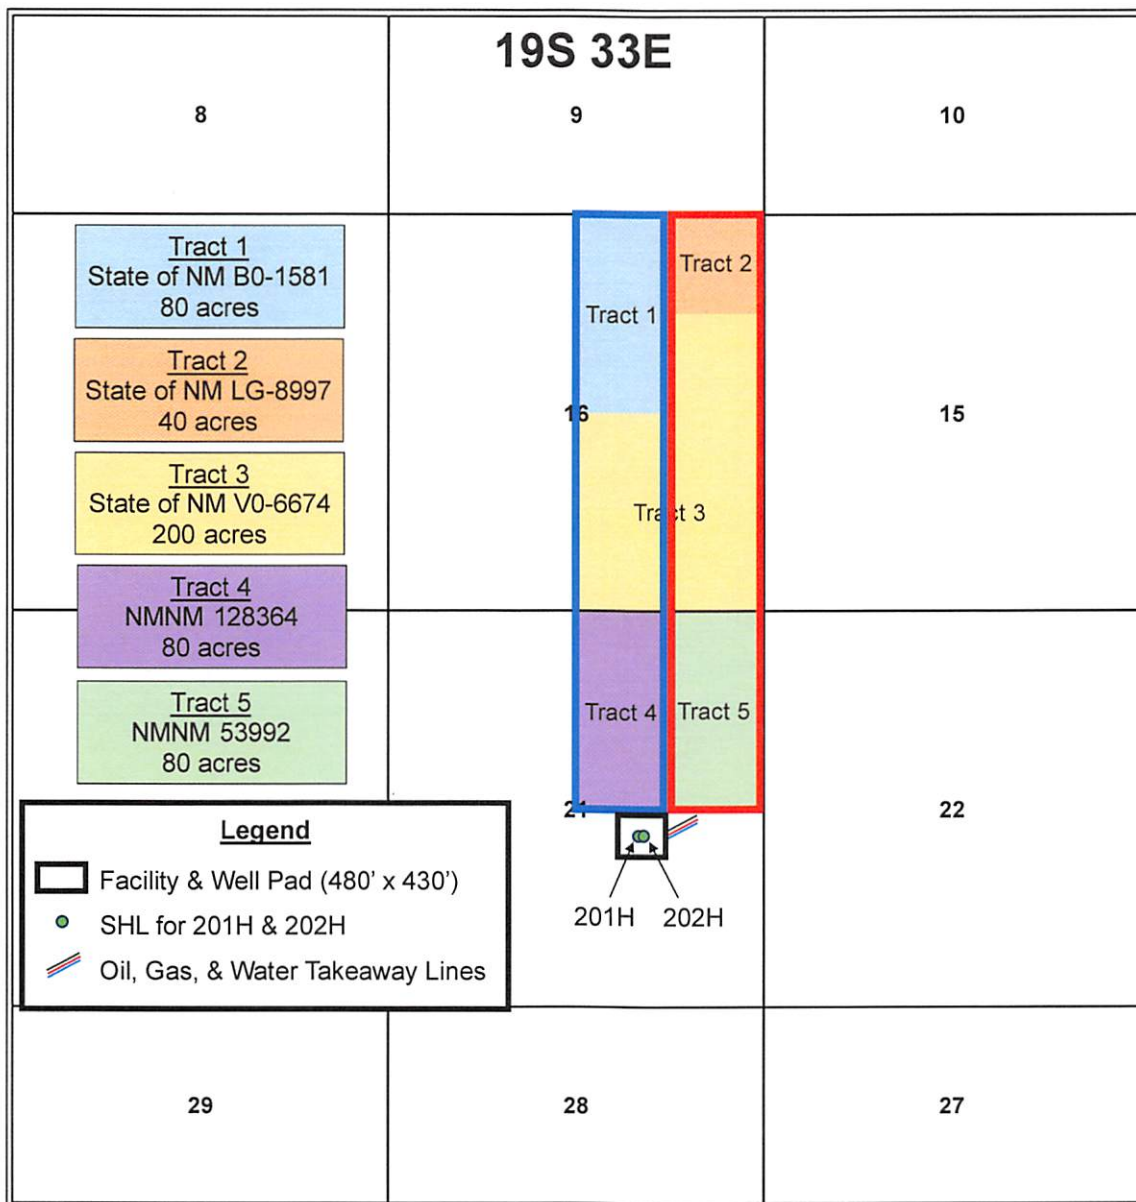 19S 33E
8
9
10
Tract 1
State of NM B0-1581
80 acres
Tract 2
State of NM LG-8997
40 acres
Tract 3
State of NM V0-6674
200 acres
Tract 4
NMNM 128364
80 acres
Tract 5
NMNM 53992
80 acres
Tract 1
Tract 2
16
15
Tract 3
Tract 4
Tract 5
21
22
201H
202H
Legend
Facility & Well Pad (480' x 430')
SHL for 201H & 202H
Oil, Gas, & Water Takeaway Lines
29
28
27